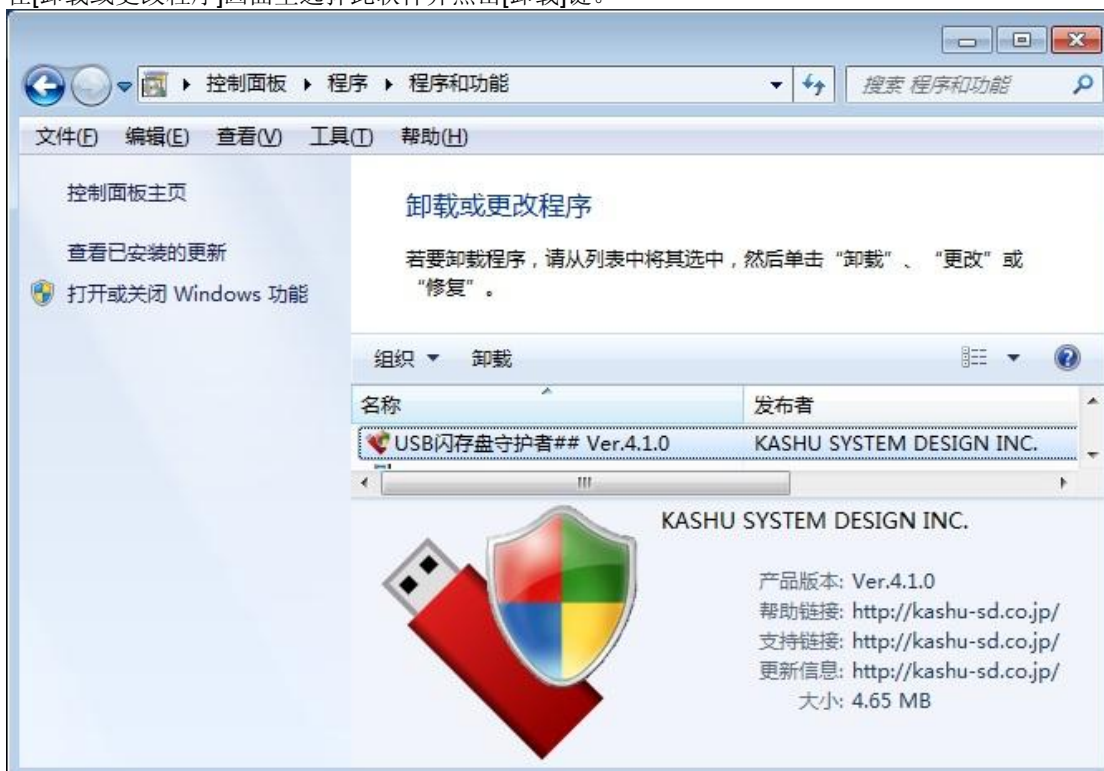 在[卸载或更改程序]画面上选择此软件并点击[卸载]键。
控制面板 ▸ 程序 ▸ 程序和功能
搜索 程序和功能
文件(F) 编辑(E) 查看(V) 工具(T) 帮助(H)
控制面板主页
查看已安装的更新
打开或关闭 Windows 功能
卸载或更改程序
若要卸载程序，请从列表中将其选中，然后单击“卸载”、“更改”或
“修复”。
组织 卸载
名称 发布者
USB闪存盘守护者## Ver.4.1.0 KASHU SYSTEM DESIGN INC.
KASHU SYSTEM DESIGN INC.
产品版本: Ver.4.1.0
帮助链接: http://kashu-sd.co.jp/
支持链接: http://kashu-sd.co.jp/
更新信息: http://kashu-sd.co.jp/
大小: 4.65 MB